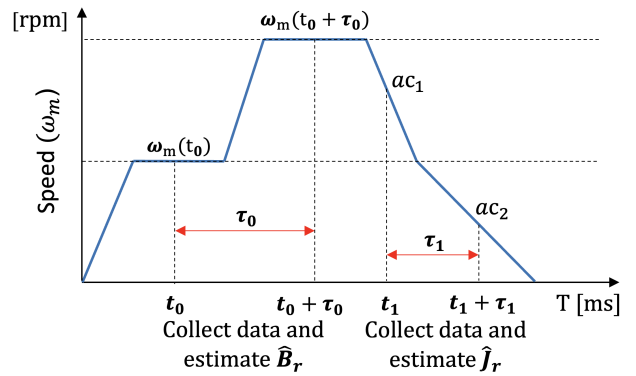 [rpm]
ωₘ(t₀ + τ₀)
ac₁
Speed (ωₘ)
ωₘ(t₀)
ac₂
τ₀
τ₁
t₀
t₀ + τ₀
t₁
t₁ + τ₁
T [ms]
Collect data and
estimate B̂ᵣ
Collect data and
estimate Ĵᵣ